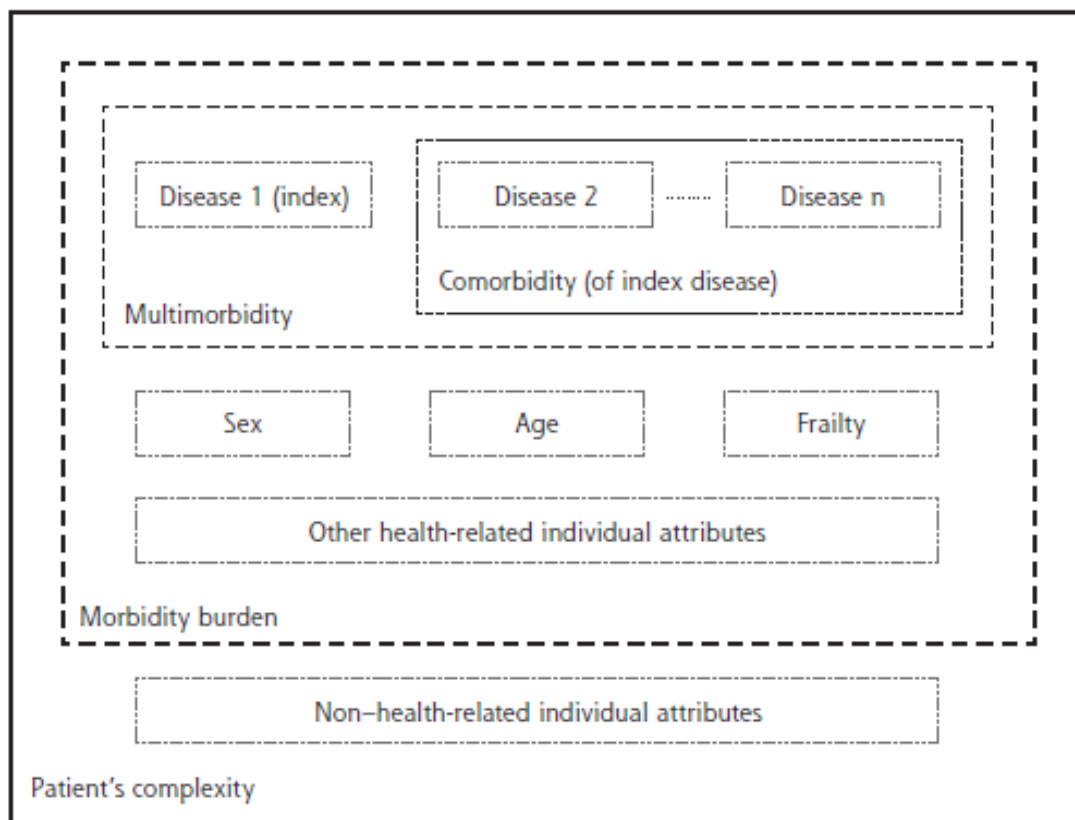 Disease 1 (index)
Disease 2
Disease n
Comorbidity (of index disease)
Multimorbidity
Sex
Age
Frailty
Other health-related individual attributes
Morbidity burden
Non–health-related individual attributes
Patient's complexity